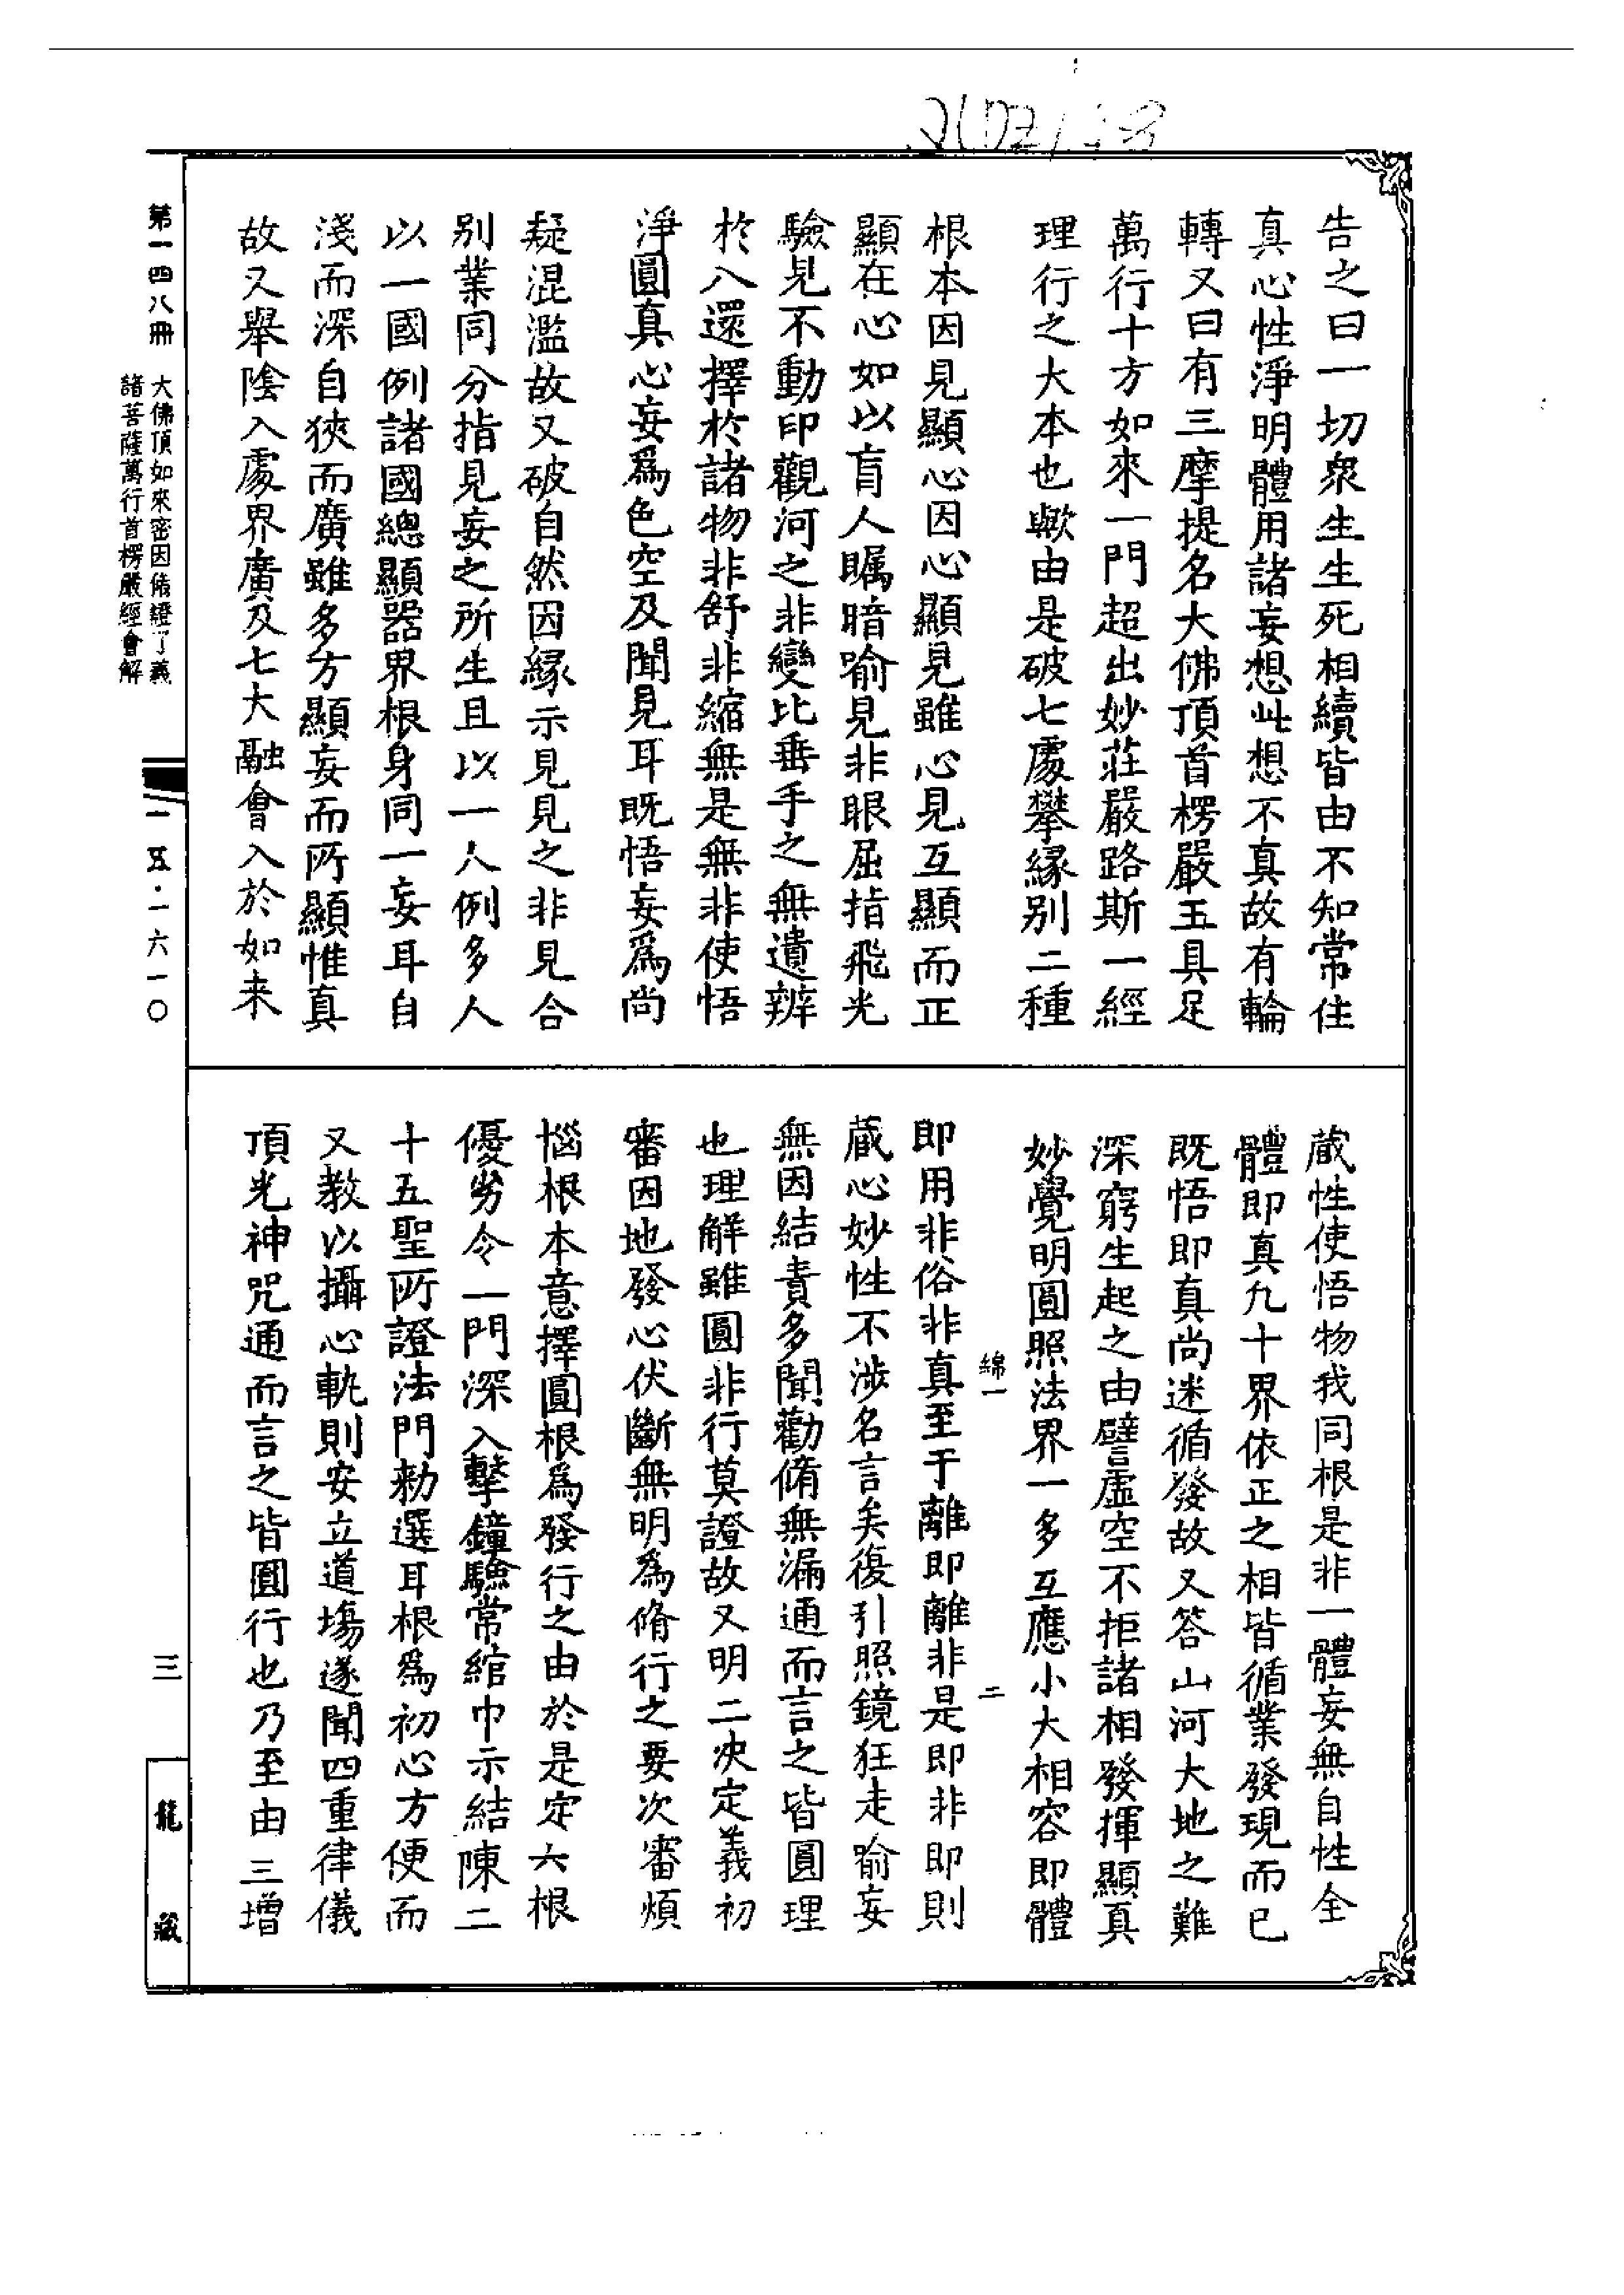 告之曰一切衆生生死相續皆由不知常住
真心性淨明體用諸妄想此想不真故有輪
轉又曰有三摩提名大佛頂首楞嚴王具足
萬行十方如來一門超出妙莊嚴路斯一經
理行之大本也歟由是破七處攀縁别二種
根本因見顯心因心顯見雖心見互顯而正
顯在心如以盲人矚暗喻見非眼屈指飛光
驗見不動印觀河之非變比垂手之無遺辨
於八還擇於諸物非舒非縮無是無非使悟
淨圓真心妄爲色空及聞見耳既悟妄爲尚
疑混濫故又破自然因縁示見見之非見合
别業同分指見妄之所生且以一人例多人
以一國例諸國總顯器界根身同一妄耳自
淺而深自狹而廣雖多方顯妄而所顯惟真
故又舉陰入處界廣及七大融會入於如来
蔵性使悟物我同根是非一體妄無自性全
體即真九十界依正之相皆循業發現而已
既悟即真尚迷循發故又答山河大地之難
深窮生起之由譬虛空不拒諸相發揮顯真
妙覺明圓照法界一多互應小大相容即體
綿一
二
即用非俗非真至于離即離非是即非即則
蔵心妙性不涉名言矣復引照鏡狂走喻妄
無因結責多聞勸脩無漏通而言之皆圓理
也理解雖圓非行莫證故又明二决定義初
審因地發心伏斷無明爲脩行之要次審煩
惱根本意擇圓根爲發行之由於是定六根
優劣令一門深入擊鐘驗常綰巾示結陳二
十五聖所證法門勑選耳根爲初心方便而
又教以攝心軌則安立道塲遂聞四重律儀
頂光神咒通而言之皆圓行也乃至由三增
第一四八冊
大佛頂如來密因脩證了義
諸菩薩萬行首楞嚴經會解
一五·一六一〇
三
龍藏